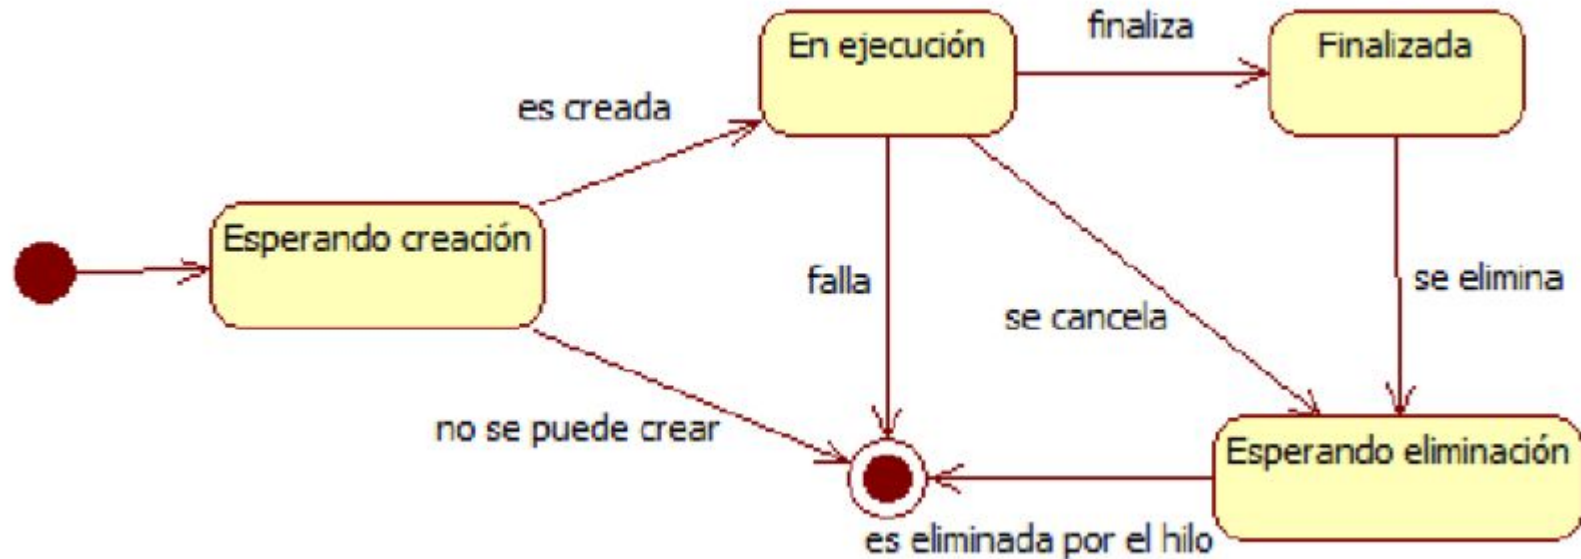 En ejecución
finaliza
Finalizada
es creada
Esperando creación
falla
se cancela
se elimina
no se puede crear
Esperando eliminación
es eliminada por el hilo